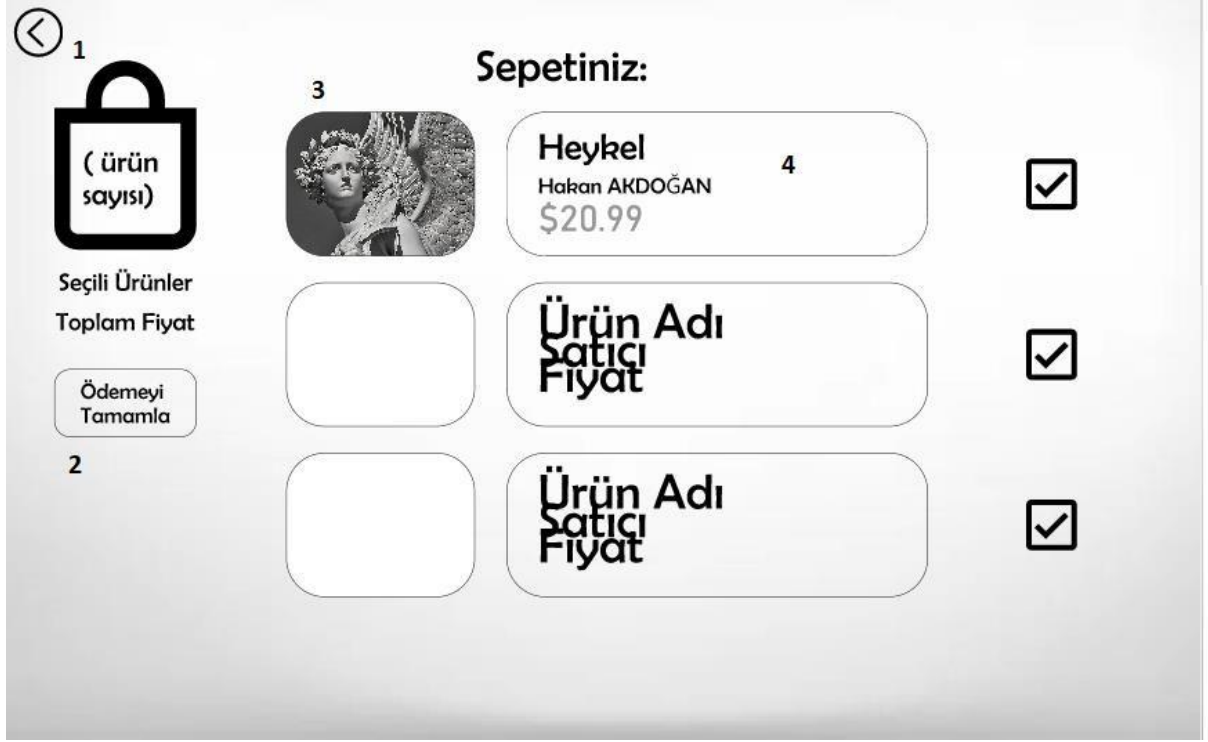 1
( ürün
sayısı)
Seçili Ürünler
Toplam Fiyat
Ödemeyi
Tamamla
2
Sepetiniz:
3
Heykel
4
Hakan AKDOĞAN
$20.99
Ürün Adı
Satıcı
Fiyat
Ürün Adı
Satıcı
Fiyat